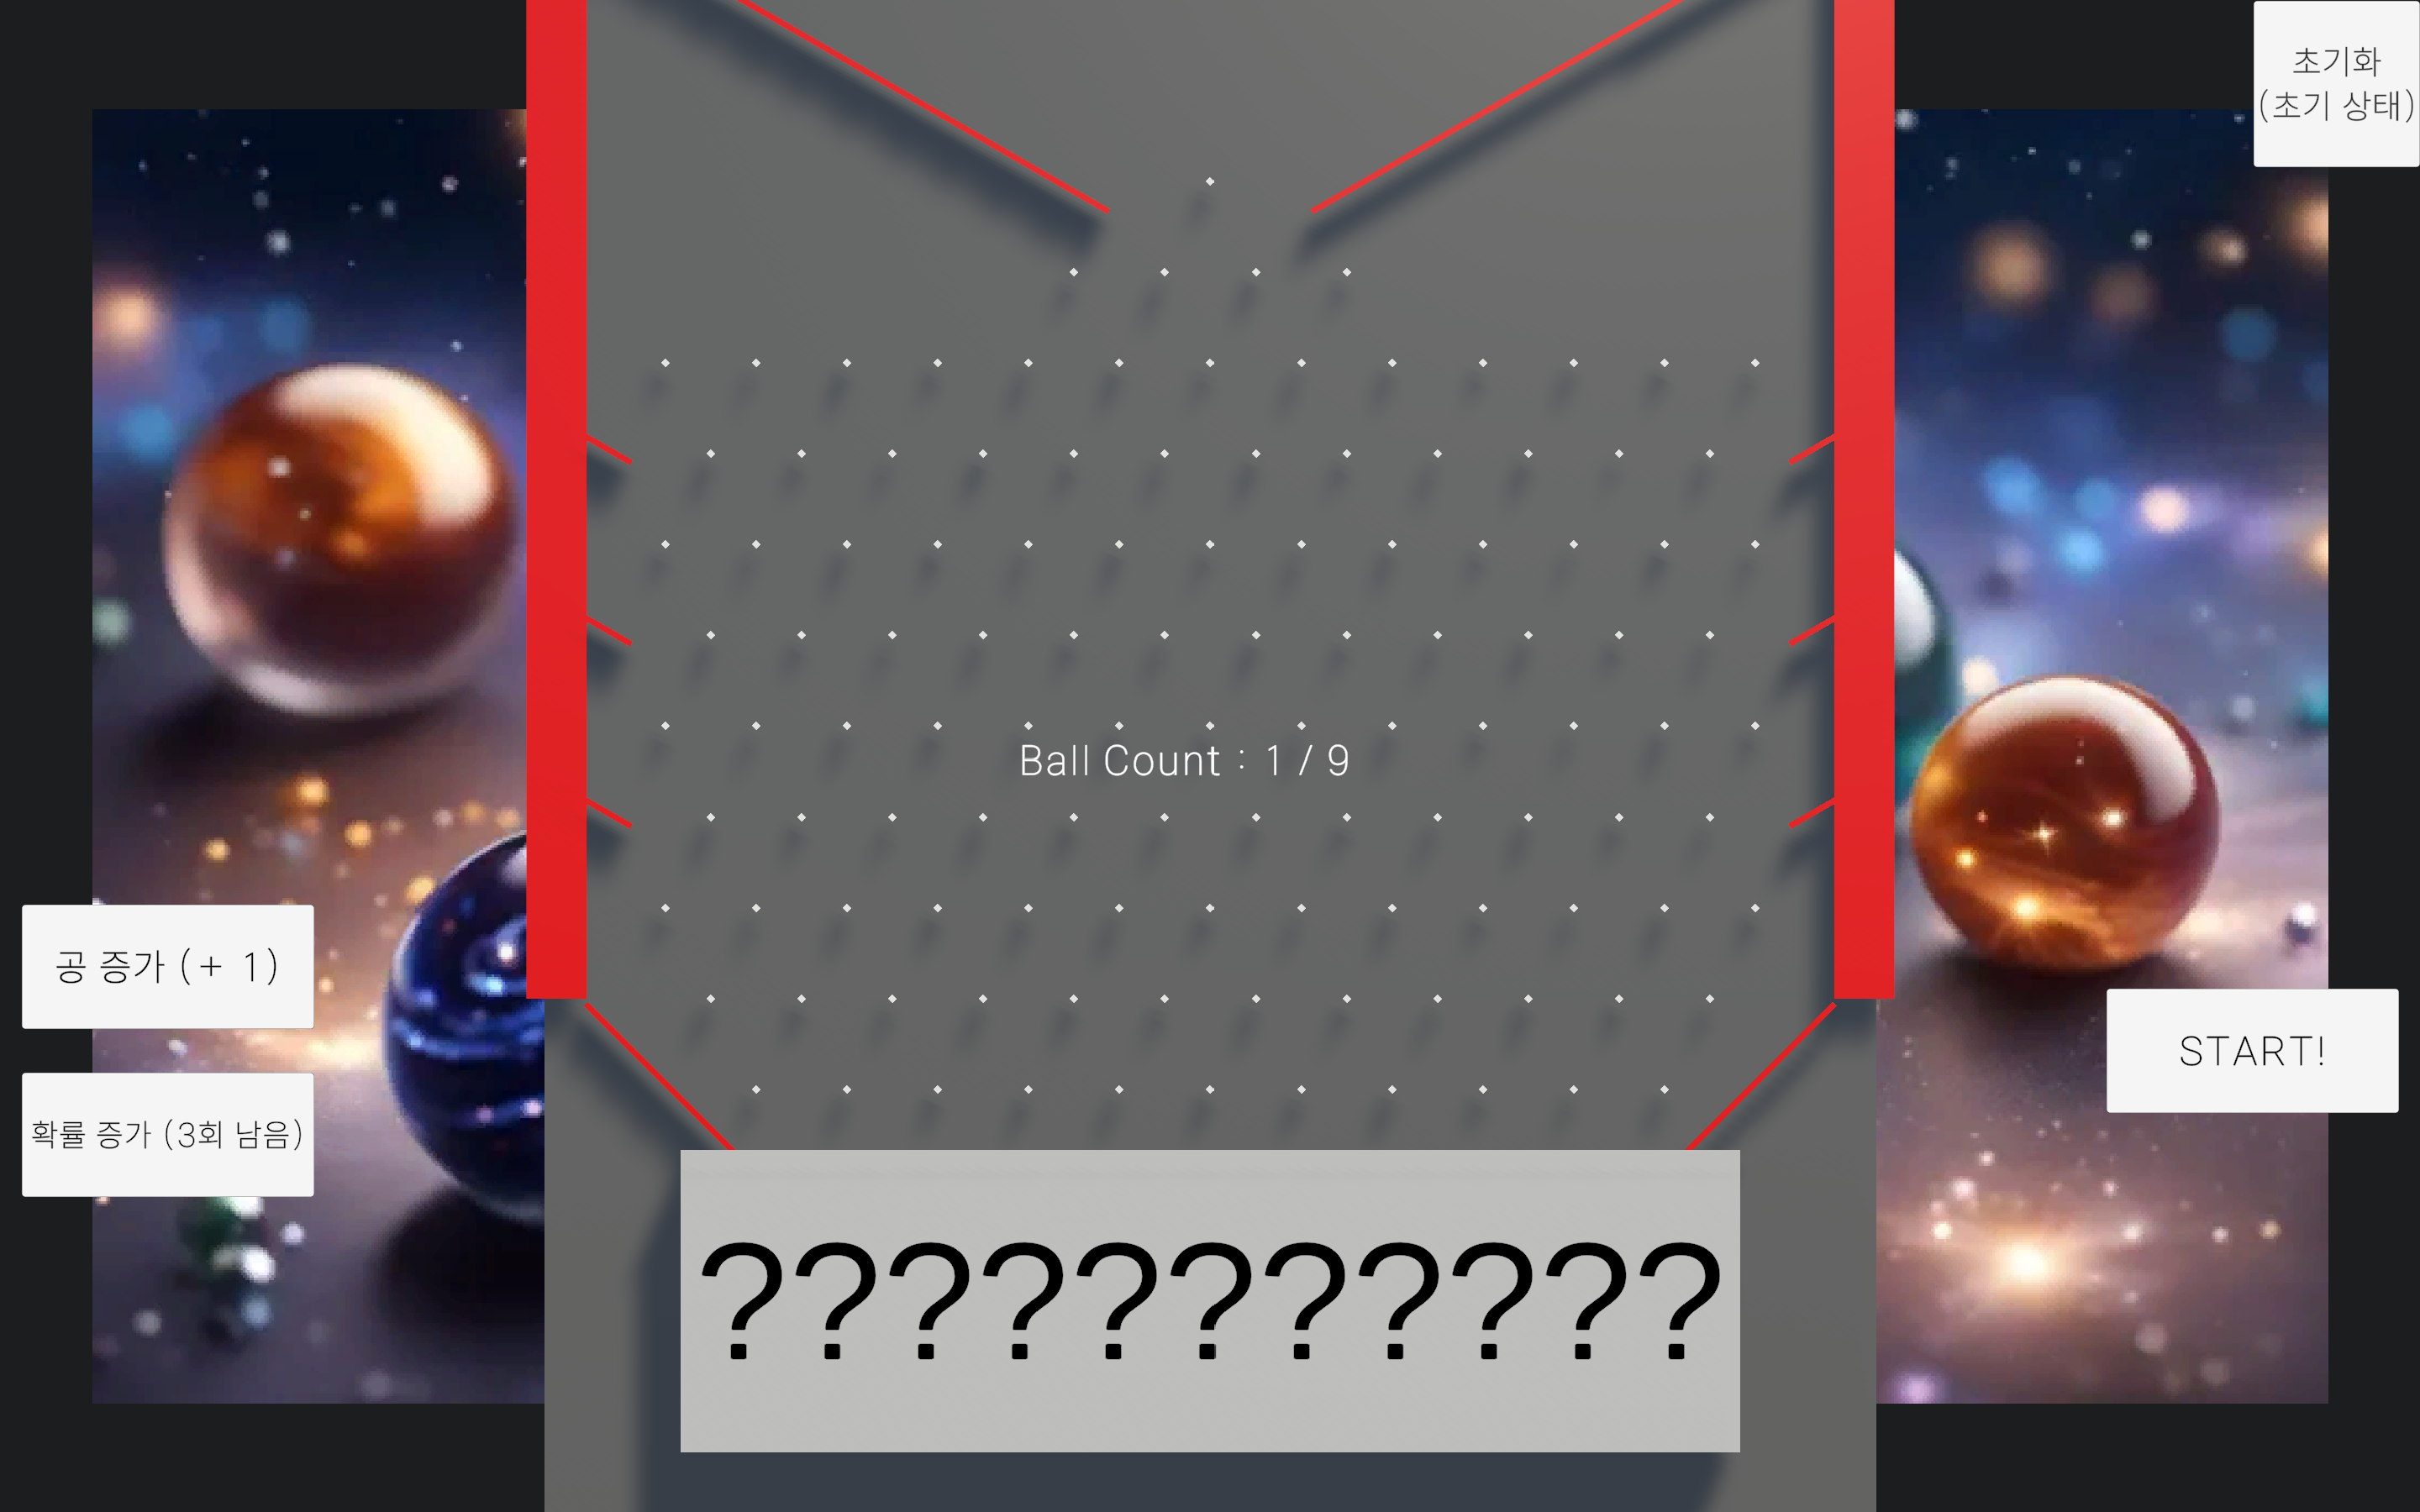 초기화
(초기 상태)
Ball Count : 1 / 9
공 증가 (+ 1)
START!
확률 증가 (3회 남음)
???????????